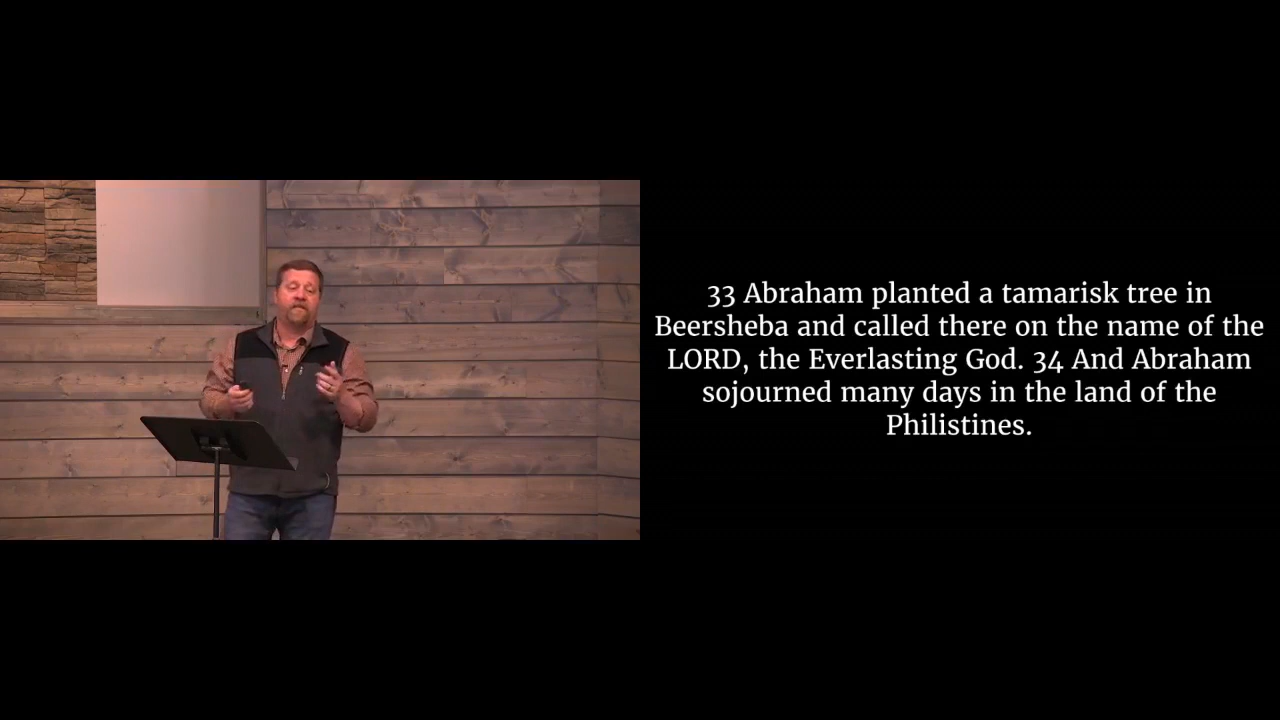 33 Abraham planted a tamarisk tree in
Beersheba and called there on the name of the
LORD, the Everlasting God. 34 And Abraham
sojourned many days in the land of the
Philistines.